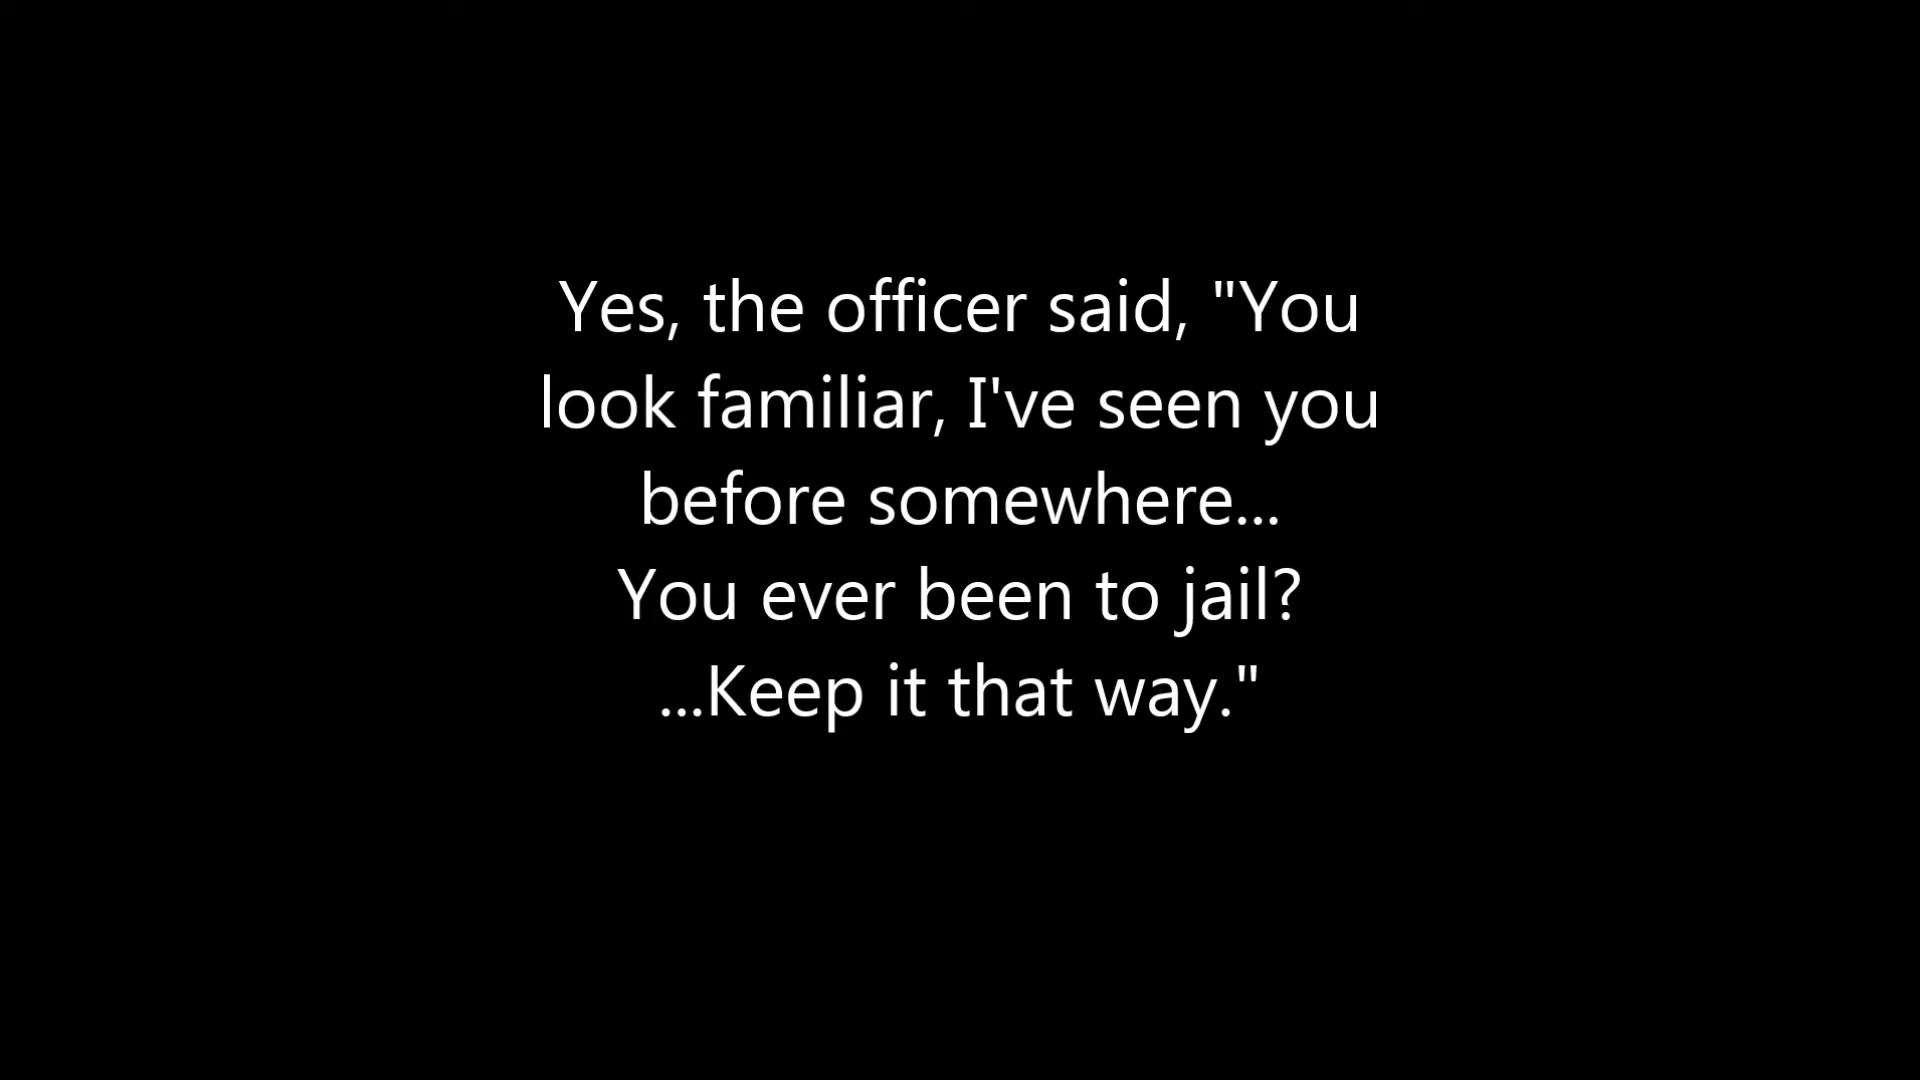 Yes, the officer said, "You
look familiar, I've seen you
before somewhere...
You ever been to jail?
...Keep it that way."